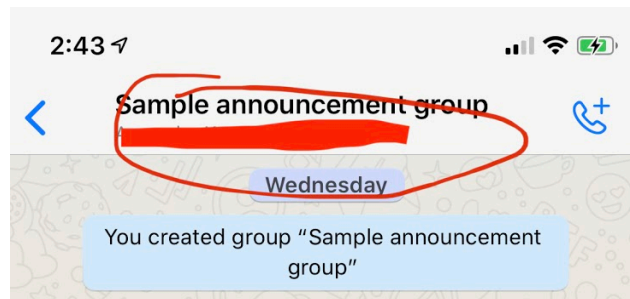 2:43
Sample announcement group
Wednesday
You created group “Sample announcement
group”